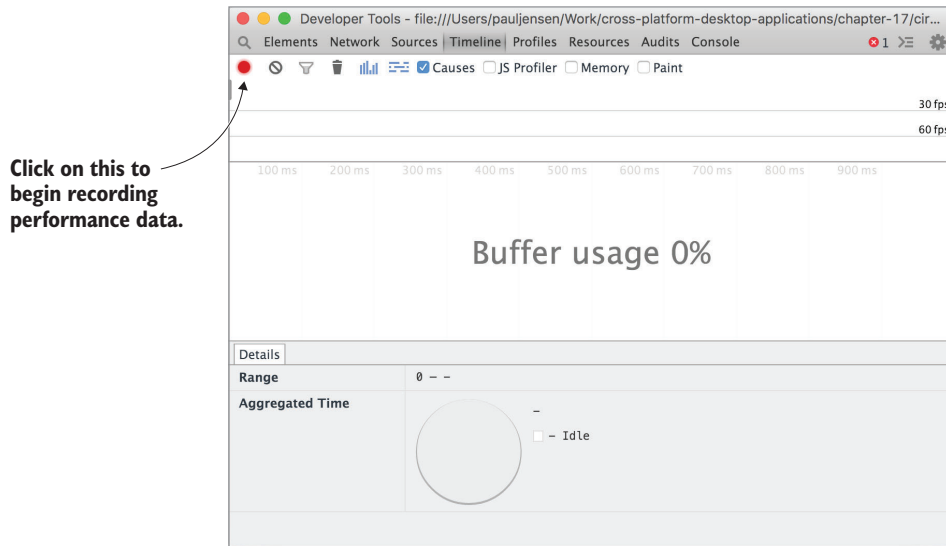 Developer Tools - file:///Users/pauljensen/Work/cross-platform-desktop-applications/chapter-17/cir...
Elements Network Sources Timeline Profiles Resources Audits Console 1
Causes JS Profiler Memory Paint
30 fps
60 fps
Click on this to
begin recording
performance data.
100 ms 200 ms 300 ms 400 ms 500 ms 600 ms 700 ms 800 ms 900 ms
Buffer usage 0%
Details
Range 0 – –
Aggregated Time
–
– Idle